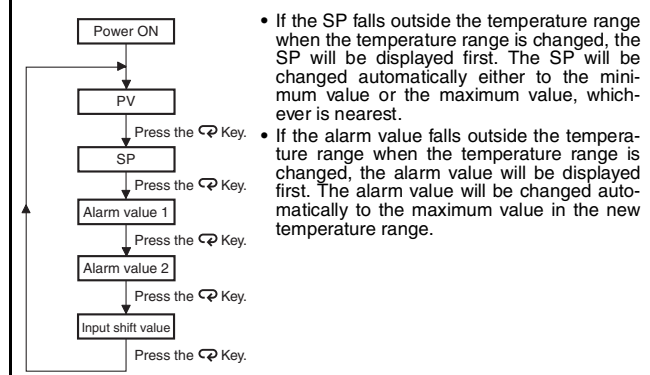 Power ON
PV
Press the Key.
SP
Press the Key.
Alarm value 1
Press the Key.
Alarm value 2
Press the Key.
Input shift value
Press the Key.
• If the SP falls outside the temperature range
when the temperature range is changed, the
SP will be displayed first. The SP will be
changed automatically either to the mini-
mum value or the maximum value, which-
ever is nearest.
• If the alarm value falls outside the tempera-
ture range when the temperature range is
changed, the alarm value will be displayed
first. The alarm value will be changed auto-
matically to the maximum value in the new
temperature range.